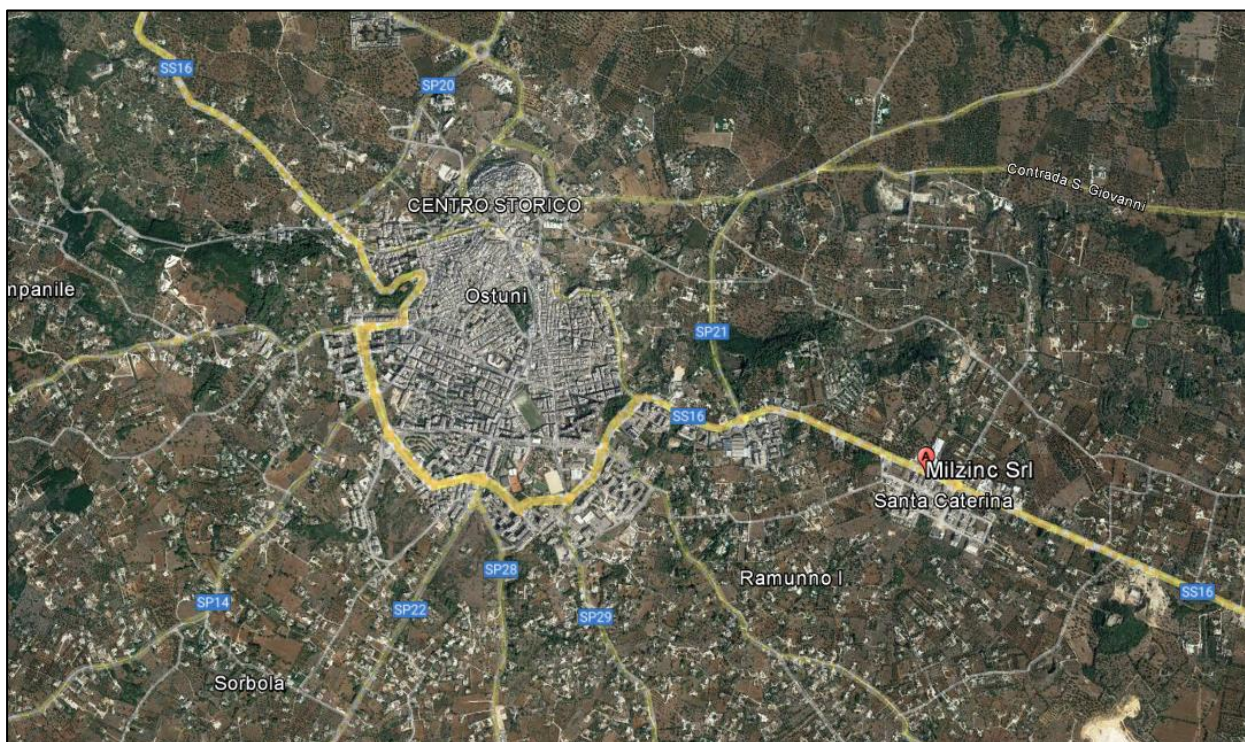 SS16
SP20
Contrada S. Giovanni
CENTRO STORICO
mpanile
Ostuni
SP21
SS16
A
Milzinc Srl
Santa Caterina
Ramunno I
SP28
SS16
SP14
SP22
SP29
Sorbola